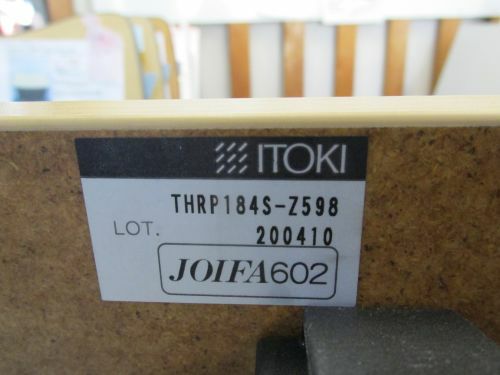 ITOKI
THRP184S-Z598
LOT. 200410
JOIFA602